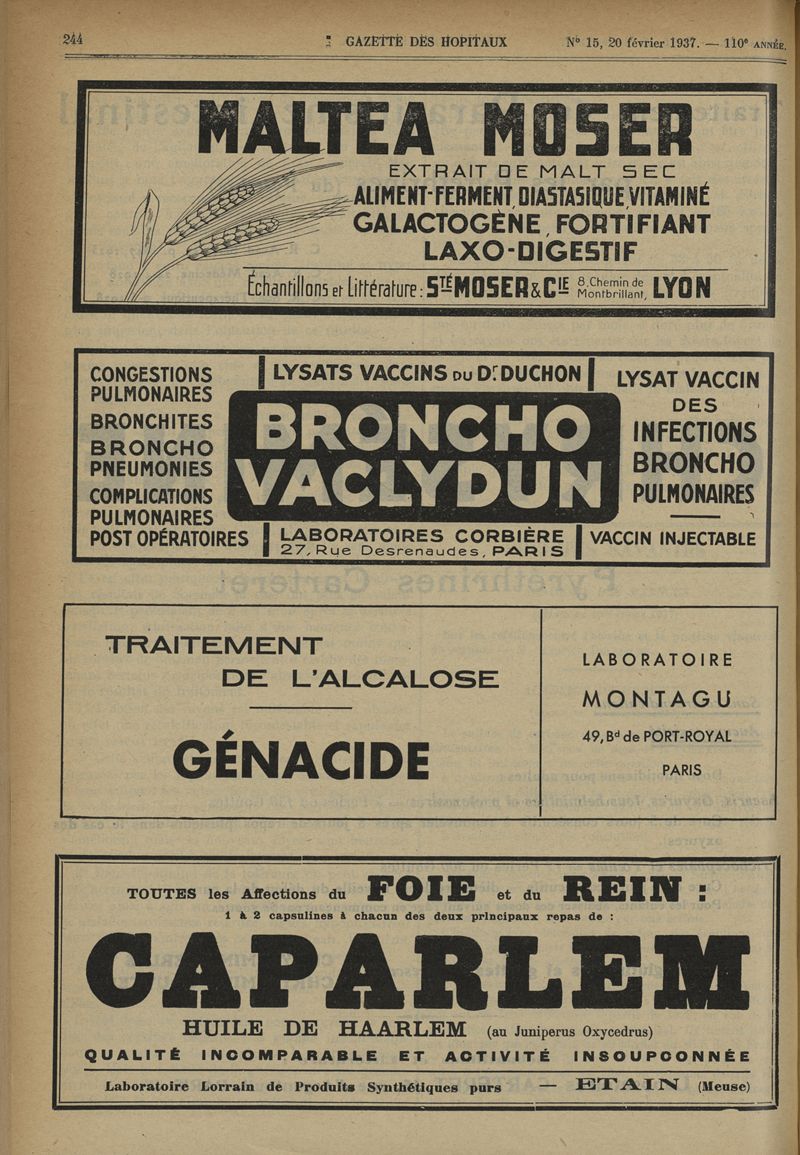 244 GAZETTE DES HOPITAUX Nº 15, 20 février 1937. — 110e ANNÉE.
MALTEA MOSER
EXTRAIT DE MALT SEC
ALIMENT-FERMENT, DIASTASIQUE, VITAMINÉ
GALACTOGÈNE, FORTIFIANT
LAXO-DIGESTIF
Échantillons et Littérature : STÉ MOSER & CIE 8, Chemin de Montbrillant, LYON
CONGESTIONS
PULMONAIRES
BRONCHITES
BRONCHO
PNEUMONIES
COMPLICATIONS
PULMONAIRES
POST OPÉRATOIRES
LYSATS VACCINS DU Dr DUCHON
BRONCHO
VACLYDUN
LABORATOIRES CORBIÈRE
27, Rue Desrenaudes, PARIS
LYSAT VACCIN
DES
INFECTIONS
BRONCHO
PULMONAIRES
VACCIN INJECTABLE
TRAITEMENT
DE L'ALCALOSE
GÉNACIDE
LABORATOIRE
MONTAGU
49, Bd de PORT-ROYAL
PARIS
TOUTES les Affections du FOIE et du REIN :
1 à 2 capsulines à chacun des deux principaux repas de :
CAPARLEM
HUILE DE HAARLEM (au Juniperus Oxycedrus)
QUALITÉ INCOMPARABLE ET ACTIVITÉ INSOUPCONNÉE
Laboratoire Lorrain de Produits Synthétiques purs — ETAIN (Meuse)